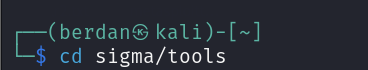 ┌──(berdan㉿kali)-[~]
└─$ cd sigma/tools